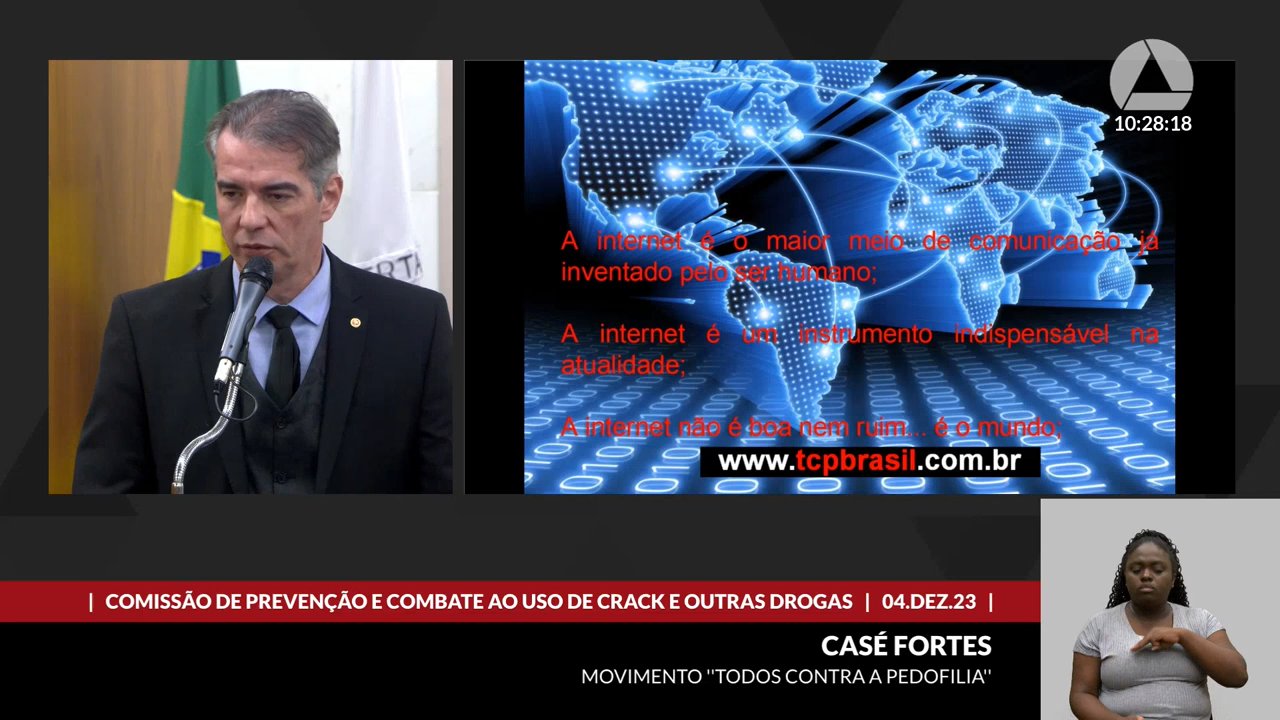 10:28:18
A internet é o maior meio de comunicação já
inventado pelo ser humano;
A internet é um instrumento indispensável na
atualidade;
A internet não é boa nem ruim... é o mundo;
www.tcpbrasil.com.br
ERTA
| COMISSÃO DE PREVENÇÃO E COMBATE AO USO DE CRACK E OUTRAS DROGAS | 04.DEZ.23 |
CASÉ FORTES
MOVIMENTO "TODOS CONTRA A PEDOFILIA"